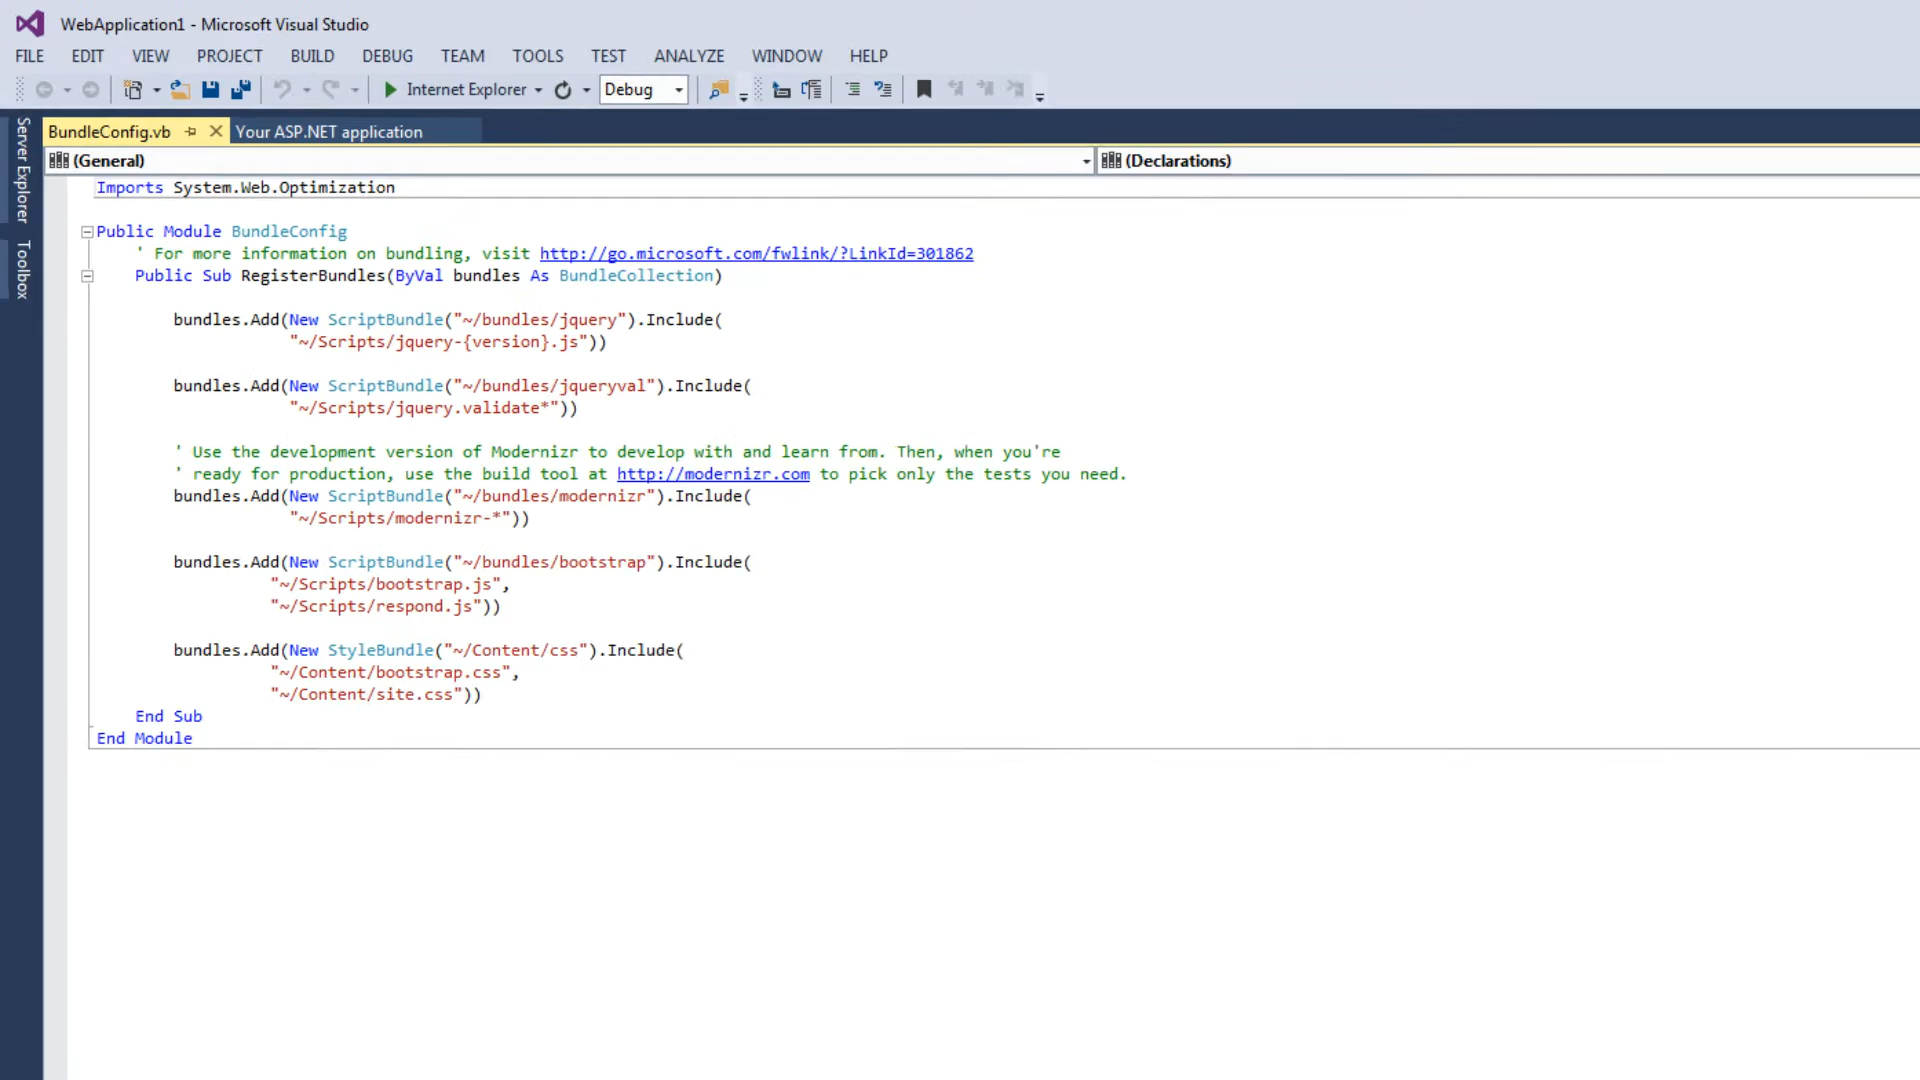 WebApplication1 - Microsoft Visual Studio
FILE EDIT VIEW PROJECT BUILD DEBUG TEAM TOOLS TEST ANALYZE WINDOW HELP
Internet Explorer Debug
Server Explorer
Toolbox
BundleConfig.vb Your ASP.NET application
(General) (Declarations)
Imports System.Web.Optimization
Public Module BundleConfig
' For more information on bundling, visit http://go.microsoft.com/fwlink/?LinkId=301862
Public Sub RegisterBundles(ByVal bundles As BundleCollection)
bundles.Add(New ScriptBundle("~/bundles/jquery").Include(
"~/Scripts/jquery-{version}.js"))
bundles.Add(New ScriptBundle("~/bundles/jqueryval").Include(
"~/Scripts/jquery.validate*"))
' Use the development version of Modernizr to develop with and learn from. Then, when you're
' ready for production, use the build tool at http://modernizr.com to pick only the tests you need.
bundles.Add(New ScriptBundle("~/bundles/modernizr").Include(
"~/Scripts/modernizr-*"))
bundles.Add(New ScriptBundle("~/bundles/bootstrap").Include(
"~/Scripts/bootstrap.js",
"~/Scripts/respond.js"))
bundles.Add(New StyleBundle("~/Content/css").Include(
"~/Content/bootstrap.css",
"~/Content/site.css"))
End Sub
End Module